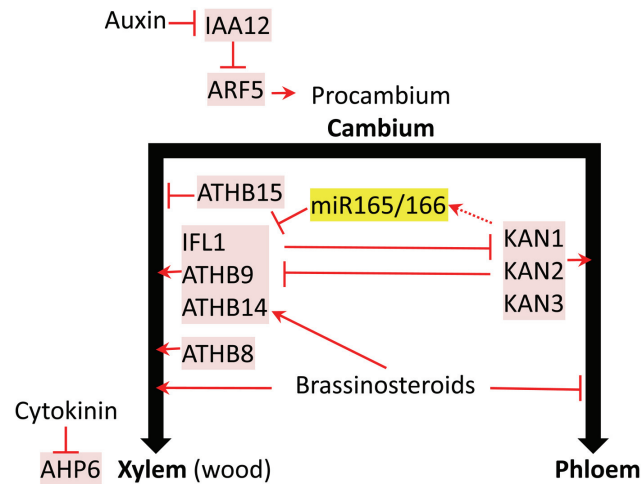 Auxin
IAA12
ARF5
Procambium
Cambium
ATHB15
miR165/166
IFL1
ATHB9
ATHB14
KAN1
KAN2
KAN3
ATHB8
Brassinosteroids
Cytokinin
AHP6
Xylem (wood)
Phloem